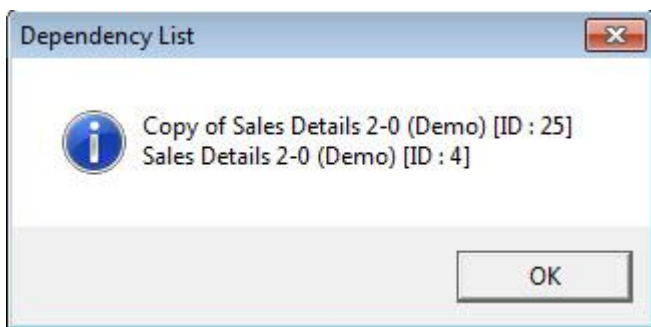 Dependency List
Copy of Sales Details 2-0 (Demo) [ID : 25]
Sales Details 2-0 (Demo) [ID : 4]
OK